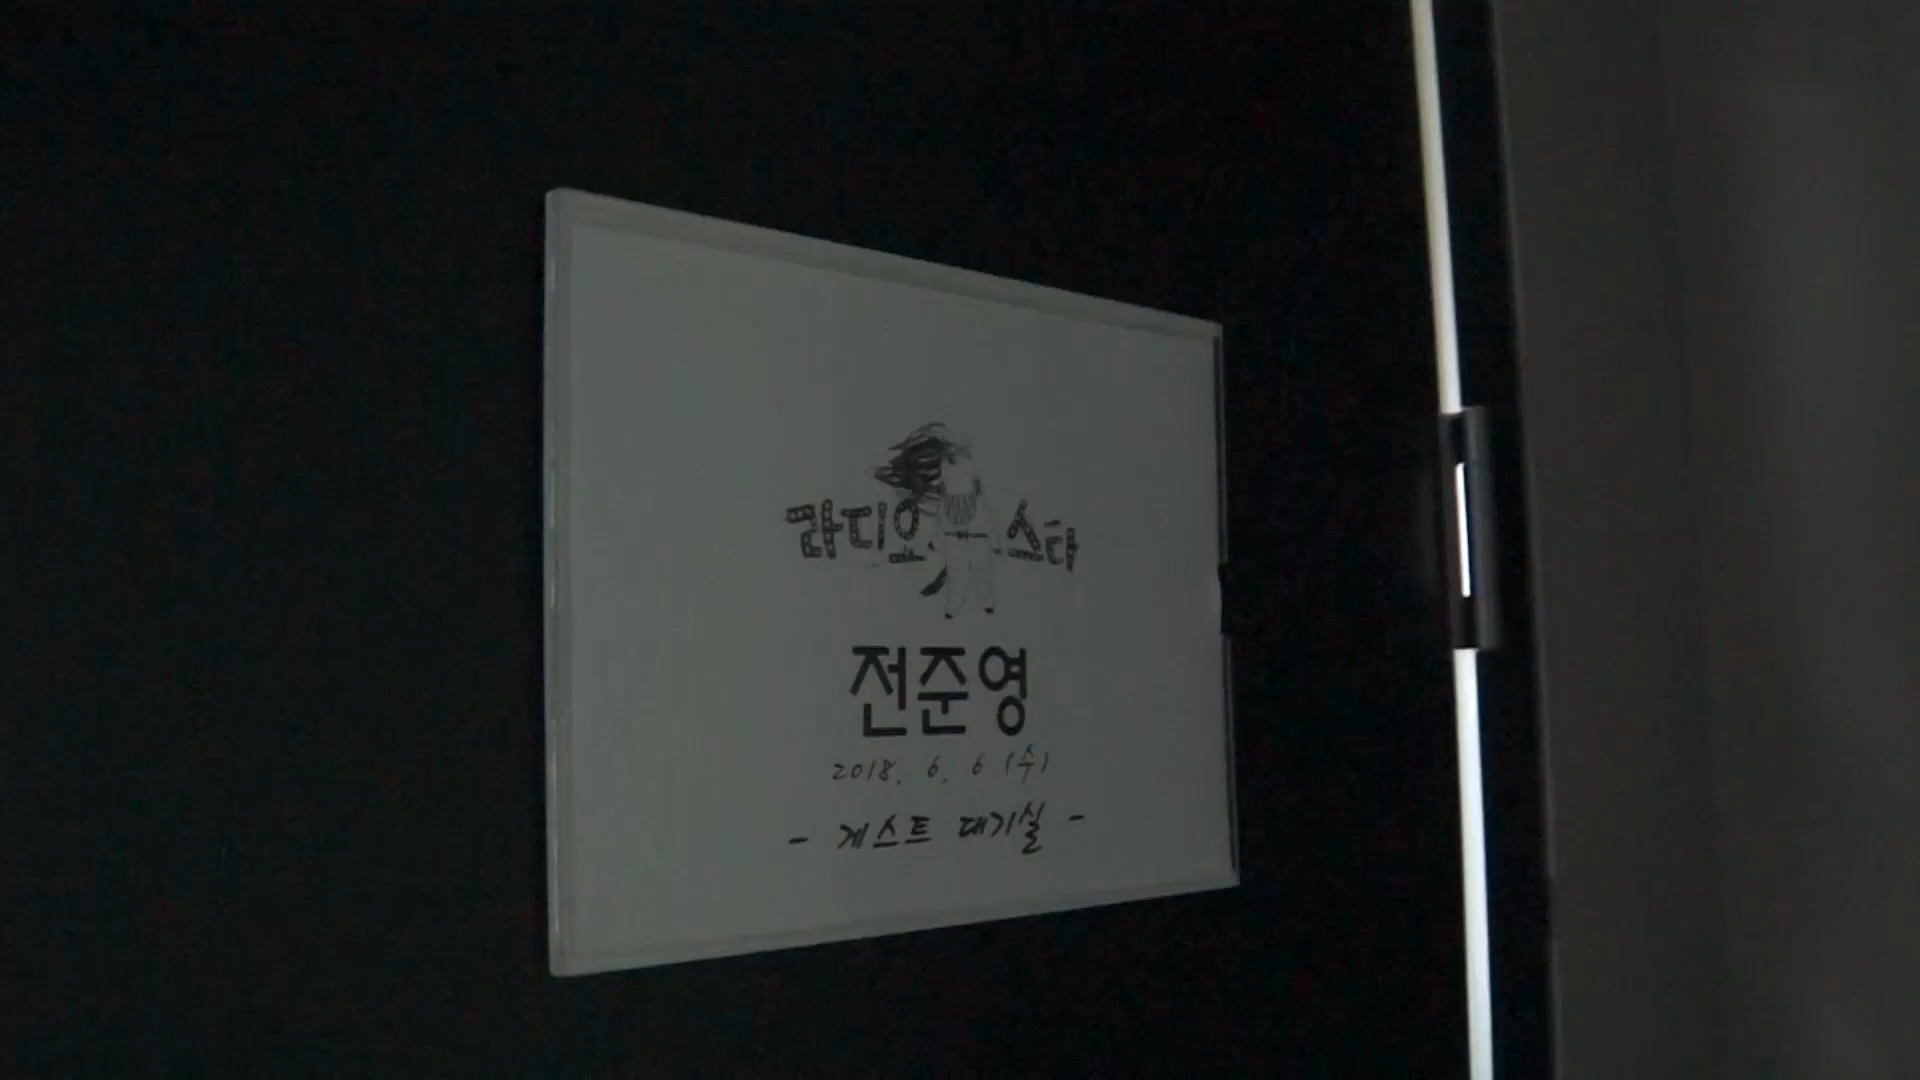 라디오 스타
전준영
2018. 6. 6 (수)
- 게스트 대기실 -